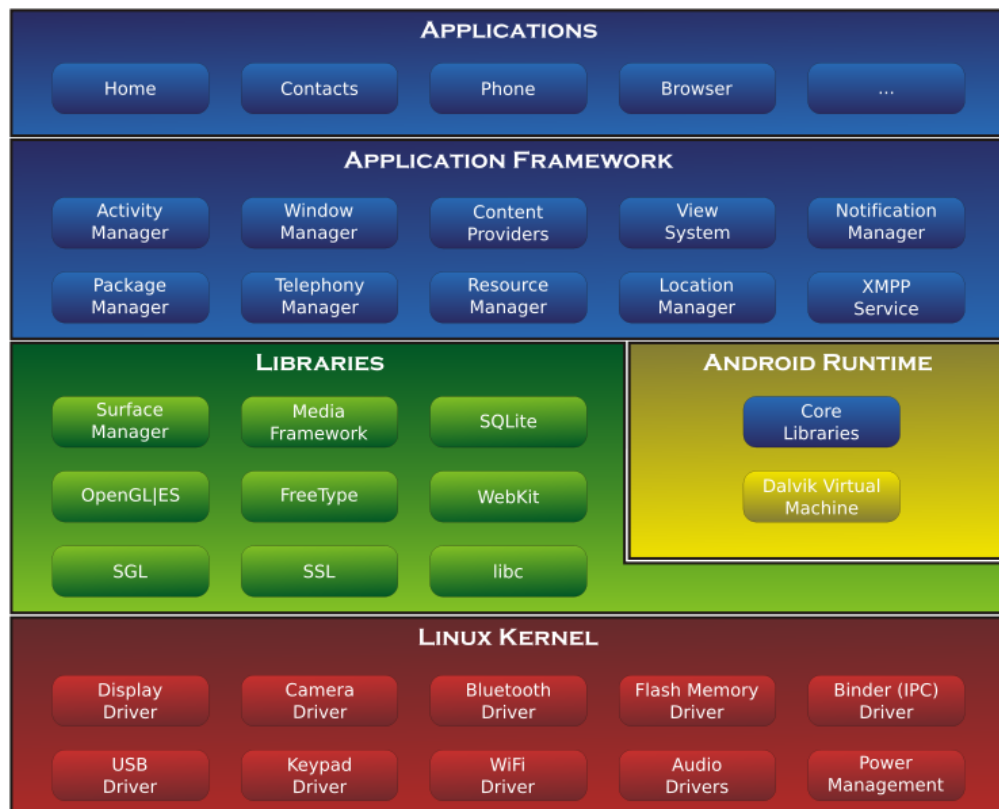 APPLICATIONS
Home
Contacts
Phone
Browser
...
APPLICATION FRAMEWORK
Activity
Manager
Window
Manager
Content
Providers
View
System
Notification
Manager
Package
Manager
Telephony
Manager
Resource
Manager
Location
Manager
XMPP
Service
LIBRARIES
Surface
Manager
Media
Framework
SQLite
OpenGL|ES
FreeType
WebKit
SGL
SSL
libc
ANDROID RUNTIME
Core
Libraries
Dalvik Virtual
Machine
LINUX KERNEL
Display
Driver
Camera
Driver
Bluetooth
Driver
Flash Memory
Driver
Binder (IPC)
Driver
USB
Driver
Keypad
Driver
WiFi
Driver
Audio
Drivers
Power
Management